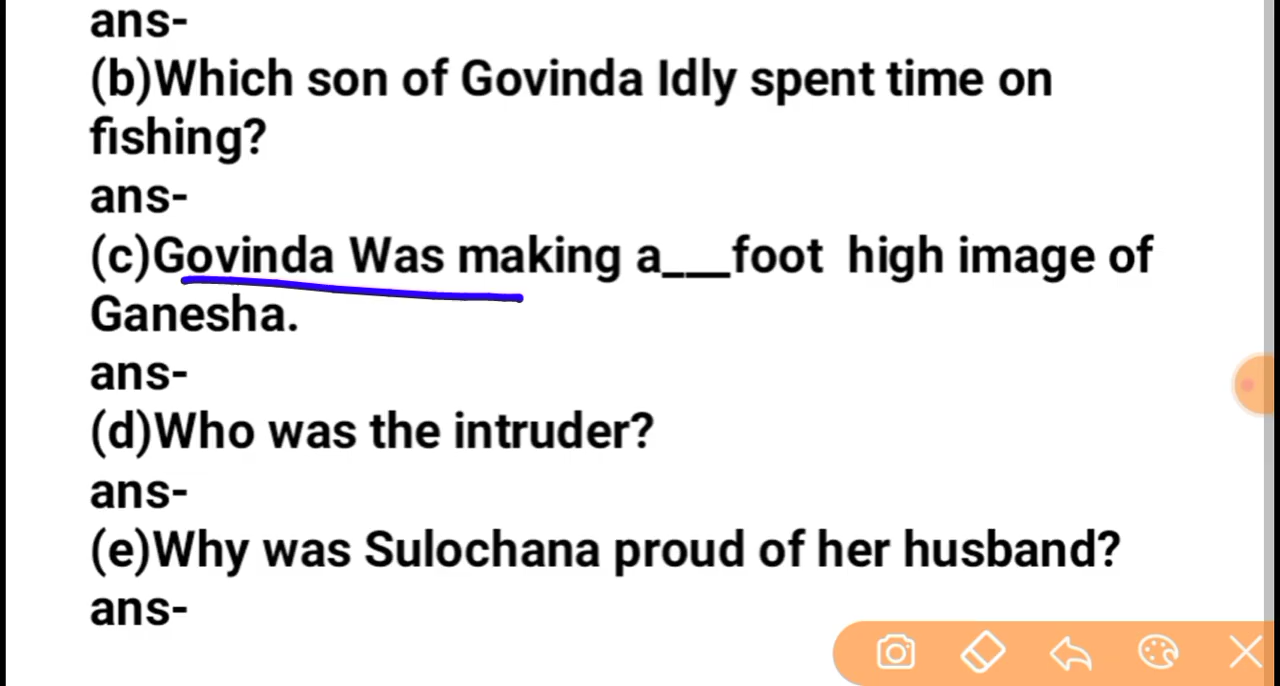 ans-
(b)Which son of Govinda Idly spent time on
fishing?
ans-
(c)Govinda Was making a___foot high image of
Ganesha.
ans-
(d)Who was the intruder?
ans-
(e)Why was Sulochana proud of her husband?
ans-